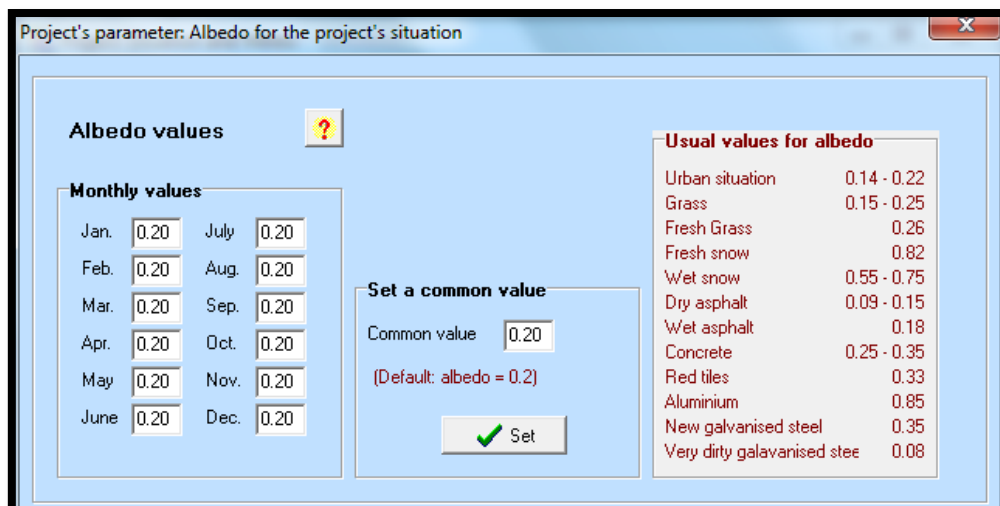 Project's parameter: Albedo for the project's situation
x
Albedo values ?
Monthly values
Jan. 0.20 July 0.20
Feb. 0.20 Aug. 0.20
Mar. 0.20 Sep. 0.20
Apr. 0.20 Oct. 0.20
May 0.20 Nov. 0.20
June 0.20 Dec. 0.20
Set a common value
Common value 0.20
(Default: albedo = 0.2)
Set
Usual values for albedo
Urban situation 0.14 - 0.22
Grass 0.15 - 0.25
Fresh Grass 0.26
Fresh snow 0.82
Wet snow 0.55 - 0.75
Dry asphalt 0.09 - 0.15
Wet asphalt 0.18
Concrete 0.25 - 0.35
Red tiles 0.33
Aluminium 0.85
New galvanised steel 0.35
Very dirty galavanised stee 0.08